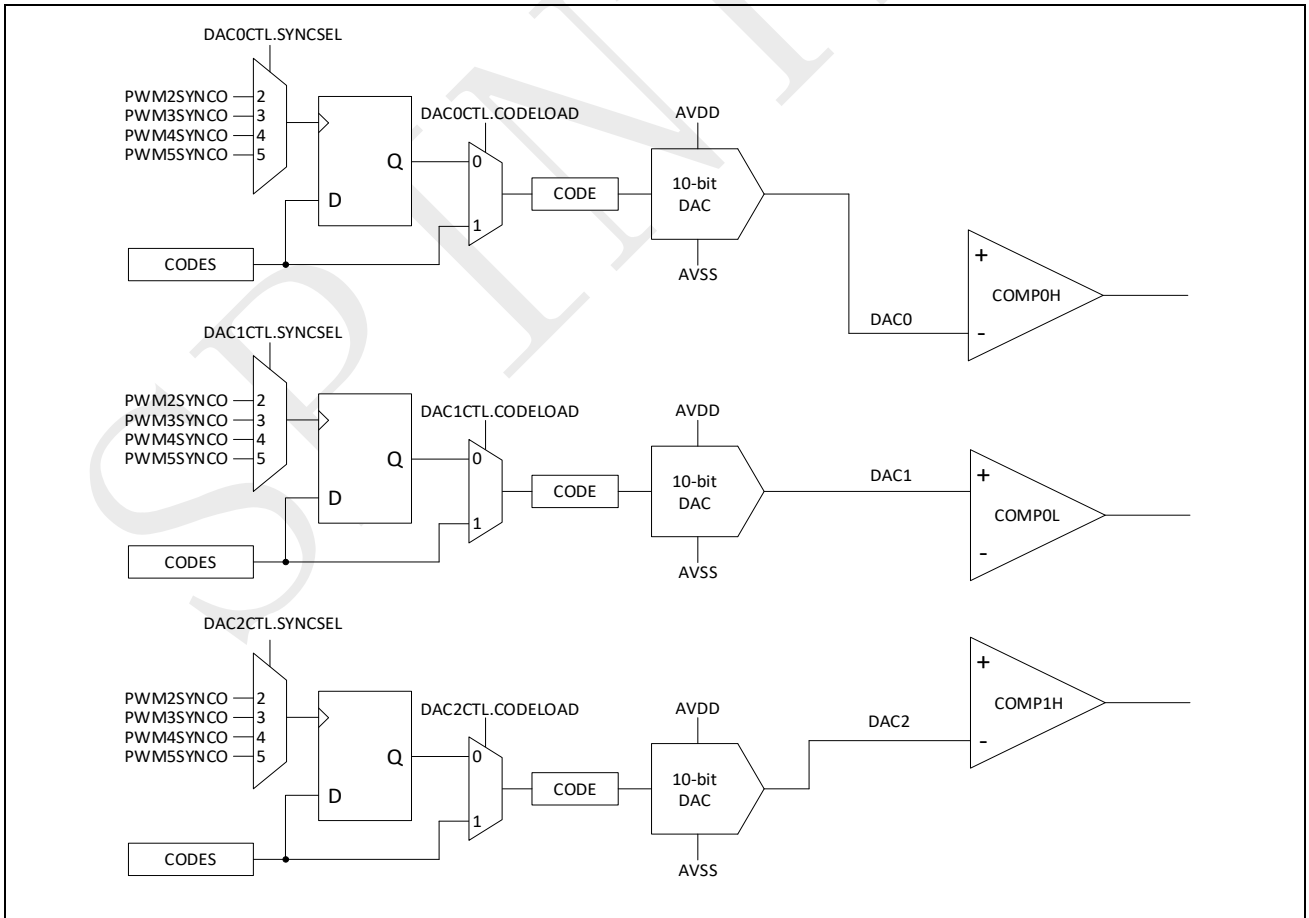 DAC0CTL.SYNCSEL
PWM2SYNCO 2
PWM3SYNCO 3
PWM4SYNCO 4
PWM5SYNCO 5
D
Q
CODES
DAC0CTL.CODELOAD
0
1
CODE
AVDD
10-bit
DAC
AVSS
DAC0
+
-
COMP0H
DAC1CTL.SYNCSEL
PWM2SYNCO 2
PWM3SYNCO 3
PWM4SYNCO 4
PWM5SYNCO 5
D
Q
CODES
DAC1CTL.CODELOAD
0
1
CODE
AVDD
10-bit
DAC
AVSS
DAC1
+
-
COMP0L
DAC2CTL.SYNCSEL
PWM2SYNCO 2
PWM3SYNCO 3
PWM4SYNCO 4
PWM5SYNCO 5
D
Q
CODES
DAC2CTL.CODELOAD
0
1
CODE
AVDD
10-bit
DAC
AVSS
DAC2
+
-
COMP1H